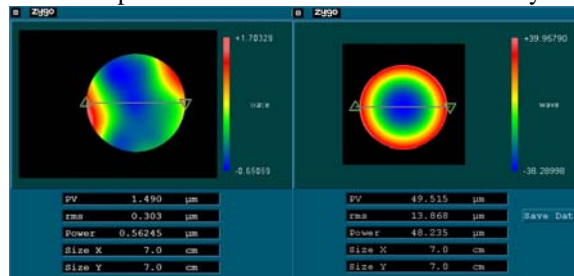 zygo
+1.70329
wave
-0.65059
PV 1.490 µm
rms 0.303 µm
Power 0.56245 µm
Size X 7.0 cm
Size Y 7.0 cm
zygo
+39.95790
wave
-38.28998
PV 49.515 µm
rms 13.868 µm
Power 48.235 µm
Size X 7.0 cm
Size Y 7.0 cm
Save Dat